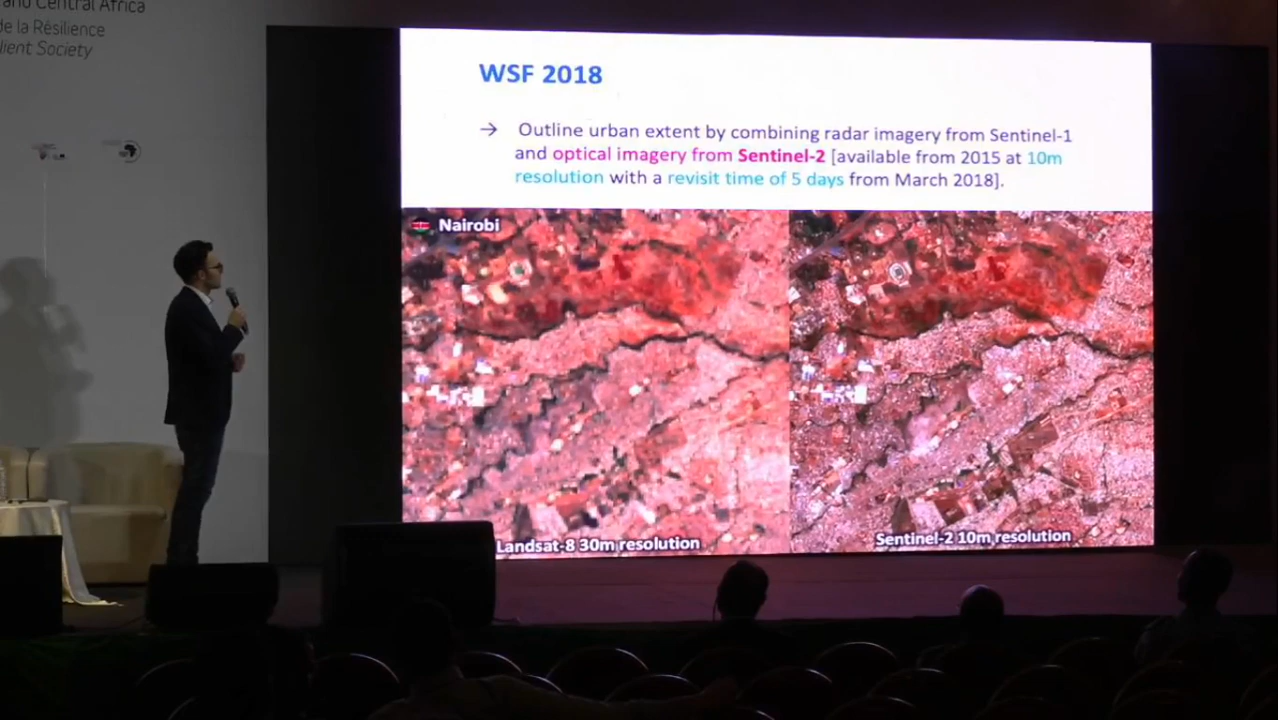 and Central Africa
de la Résilience
lient Society
WSF 2018
→ Outline urban extent by combining radar imagery from Sentinel-1
and optical imagery from Sentinel-2 [available from 2015 at 10m
resolution with a revisit time of 5 days from March 2018].
Nairobi
Landsat-8 30m resolution
Sentinel-2 10m resolution